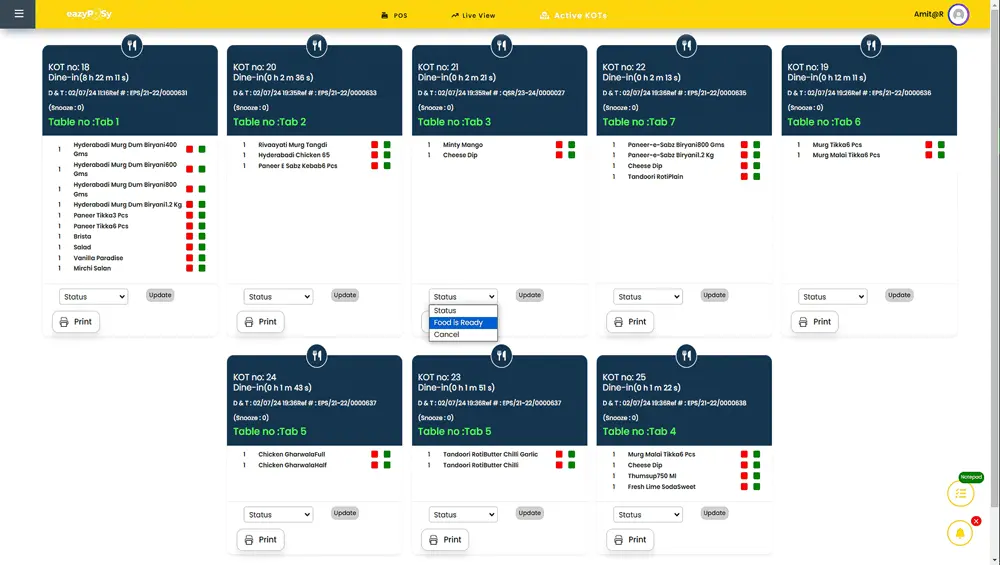 eazyPOSy
POS
Live View
Active KOTs
Amit@R
KOT no: 18
Dine-in(8 h 22 m 11 s)
D & T : 02/07/24 11:16Ref # : EPS/21-22/0000631
(Snooze : 0)
Table no :Tab 1
1 Hyderabadi Murg Dum Biryani400
Gms
1 Hyderabadi Murg Dum Biryani600
Gms
1 Hyderabadi Murg Dum Biryani800
Gms
1 Hyderabadi Murg Dum Biryani1.2 Kg
1 Paneer Tikka3 Pcs
1 Paneer Tikka6 Pcs
1 Brista
1 Salad
1 Vanilla Paradise
1 Mirchi Salan
Status
Update
Print
KOT no: 20
Dine-in(0 h 2 m 36 s)
D & T : 02/07/24 19:35Ref # : EPS/21-22/0000633
(Snooze : 0)
Table no :Tab 2
1 Rivaayati Murg Tangdi
1 Hyderabadi Chicken 65
1 Paneer E Sabz Kebab6 Pcs
Status
Update
Print
KOT no: 21
Dine-in(0 h 2 m 21 s)
D & T : 02/07/24 19:35Ref # : QSR/23-24/0000027
(Snooze : 0)
Table no :Tab 3
1 Minty Mango
1 Cheese Dip
Status
Update
Status
Food is Ready
Cancel
KOT no: 22
Dine-in(0 h 2 m 13 s)
D & T : 02/07/24 19:36Ref # : EPS/21-22/0000635
(Snooze : 0)
Table no :Tab 7
1 Paneer-e-Sabz Biryani800 Gms
1 Paneer-e-Sabz Biryani1.2 Kg
1 Cheese Dip
1 Tandoori RotiPlain
Status
Update
Print
KOT no: 19
Dine-in(0 h 12 m 11 s)
D & T : 02/07/24 19:26Ref # : EPS/21-22/0000636
(Snooze : 0)
Table no :Tab 6
1 Murg Tikka6 Pcs
1 Murg Malai Tikka6 Pcs
Status
Update
Print
KOT no: 24
Dine-in(0 h 1 m 43 s)
D & T : 02/07/24 19:36Ref # : EPS/21-22/0000637
(Snooze : 0)
Table no :Tab 5
1 Chicken GharwalaFull
1 Chicken GharwalaHalf
Status
Update
Print
KOT no: 23
Dine-in(0 h 1 m 51 s)
D & T : 02/07/24 19:36Ref # : EPS/21-22/0000637
(Snooze : 0)
Table no :Tab 5
1 Tandoori RotiButter Chilli Garlic
1 Tandoori RotiButter Chilli
Status
Update
Print
KOT no: 25
Dine-in(0 h 1 m 22 s)
D & T : 02/07/24 19:36Ref # : EPS/21-22/0000638
(Snooze : 0)
Table no :Tab 4
1 Murg Malai Tikka6 Pcs
1 Cheese Dip
1 Thumsup750 Ml
1 Fresh Lime SodaSweet
Status
Update
Print
Notepad